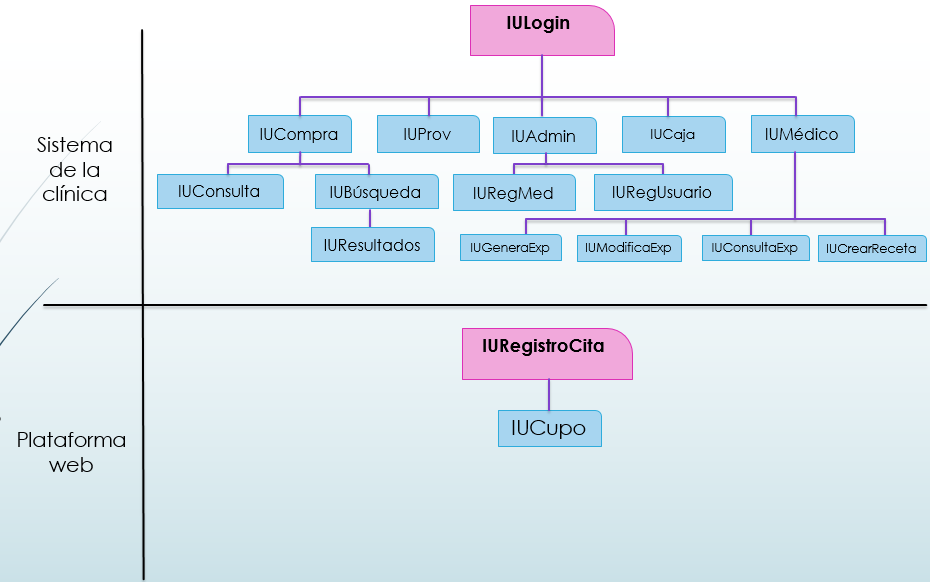 IULogin
Sistema
de la
clínica
IUCompra
IUProv
IUAdmin
IUCaja
IUMédico
IUConsulta
IUBúsqueda
IURegMed
IURegUsuario
IUResultados
IUGeneraExp
IUModificaExp
IUConsultaExp
IUCrearReceta
IURegistroCita
IUCupo
Plataforma
web